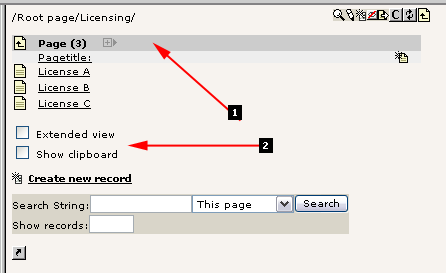 /Root page/Licensing/
Page (3)
Pagetitle:
License A
License B
License C
1
Extended view
2
Show clipboard
Create new record
Search String: This page Search
Show records: